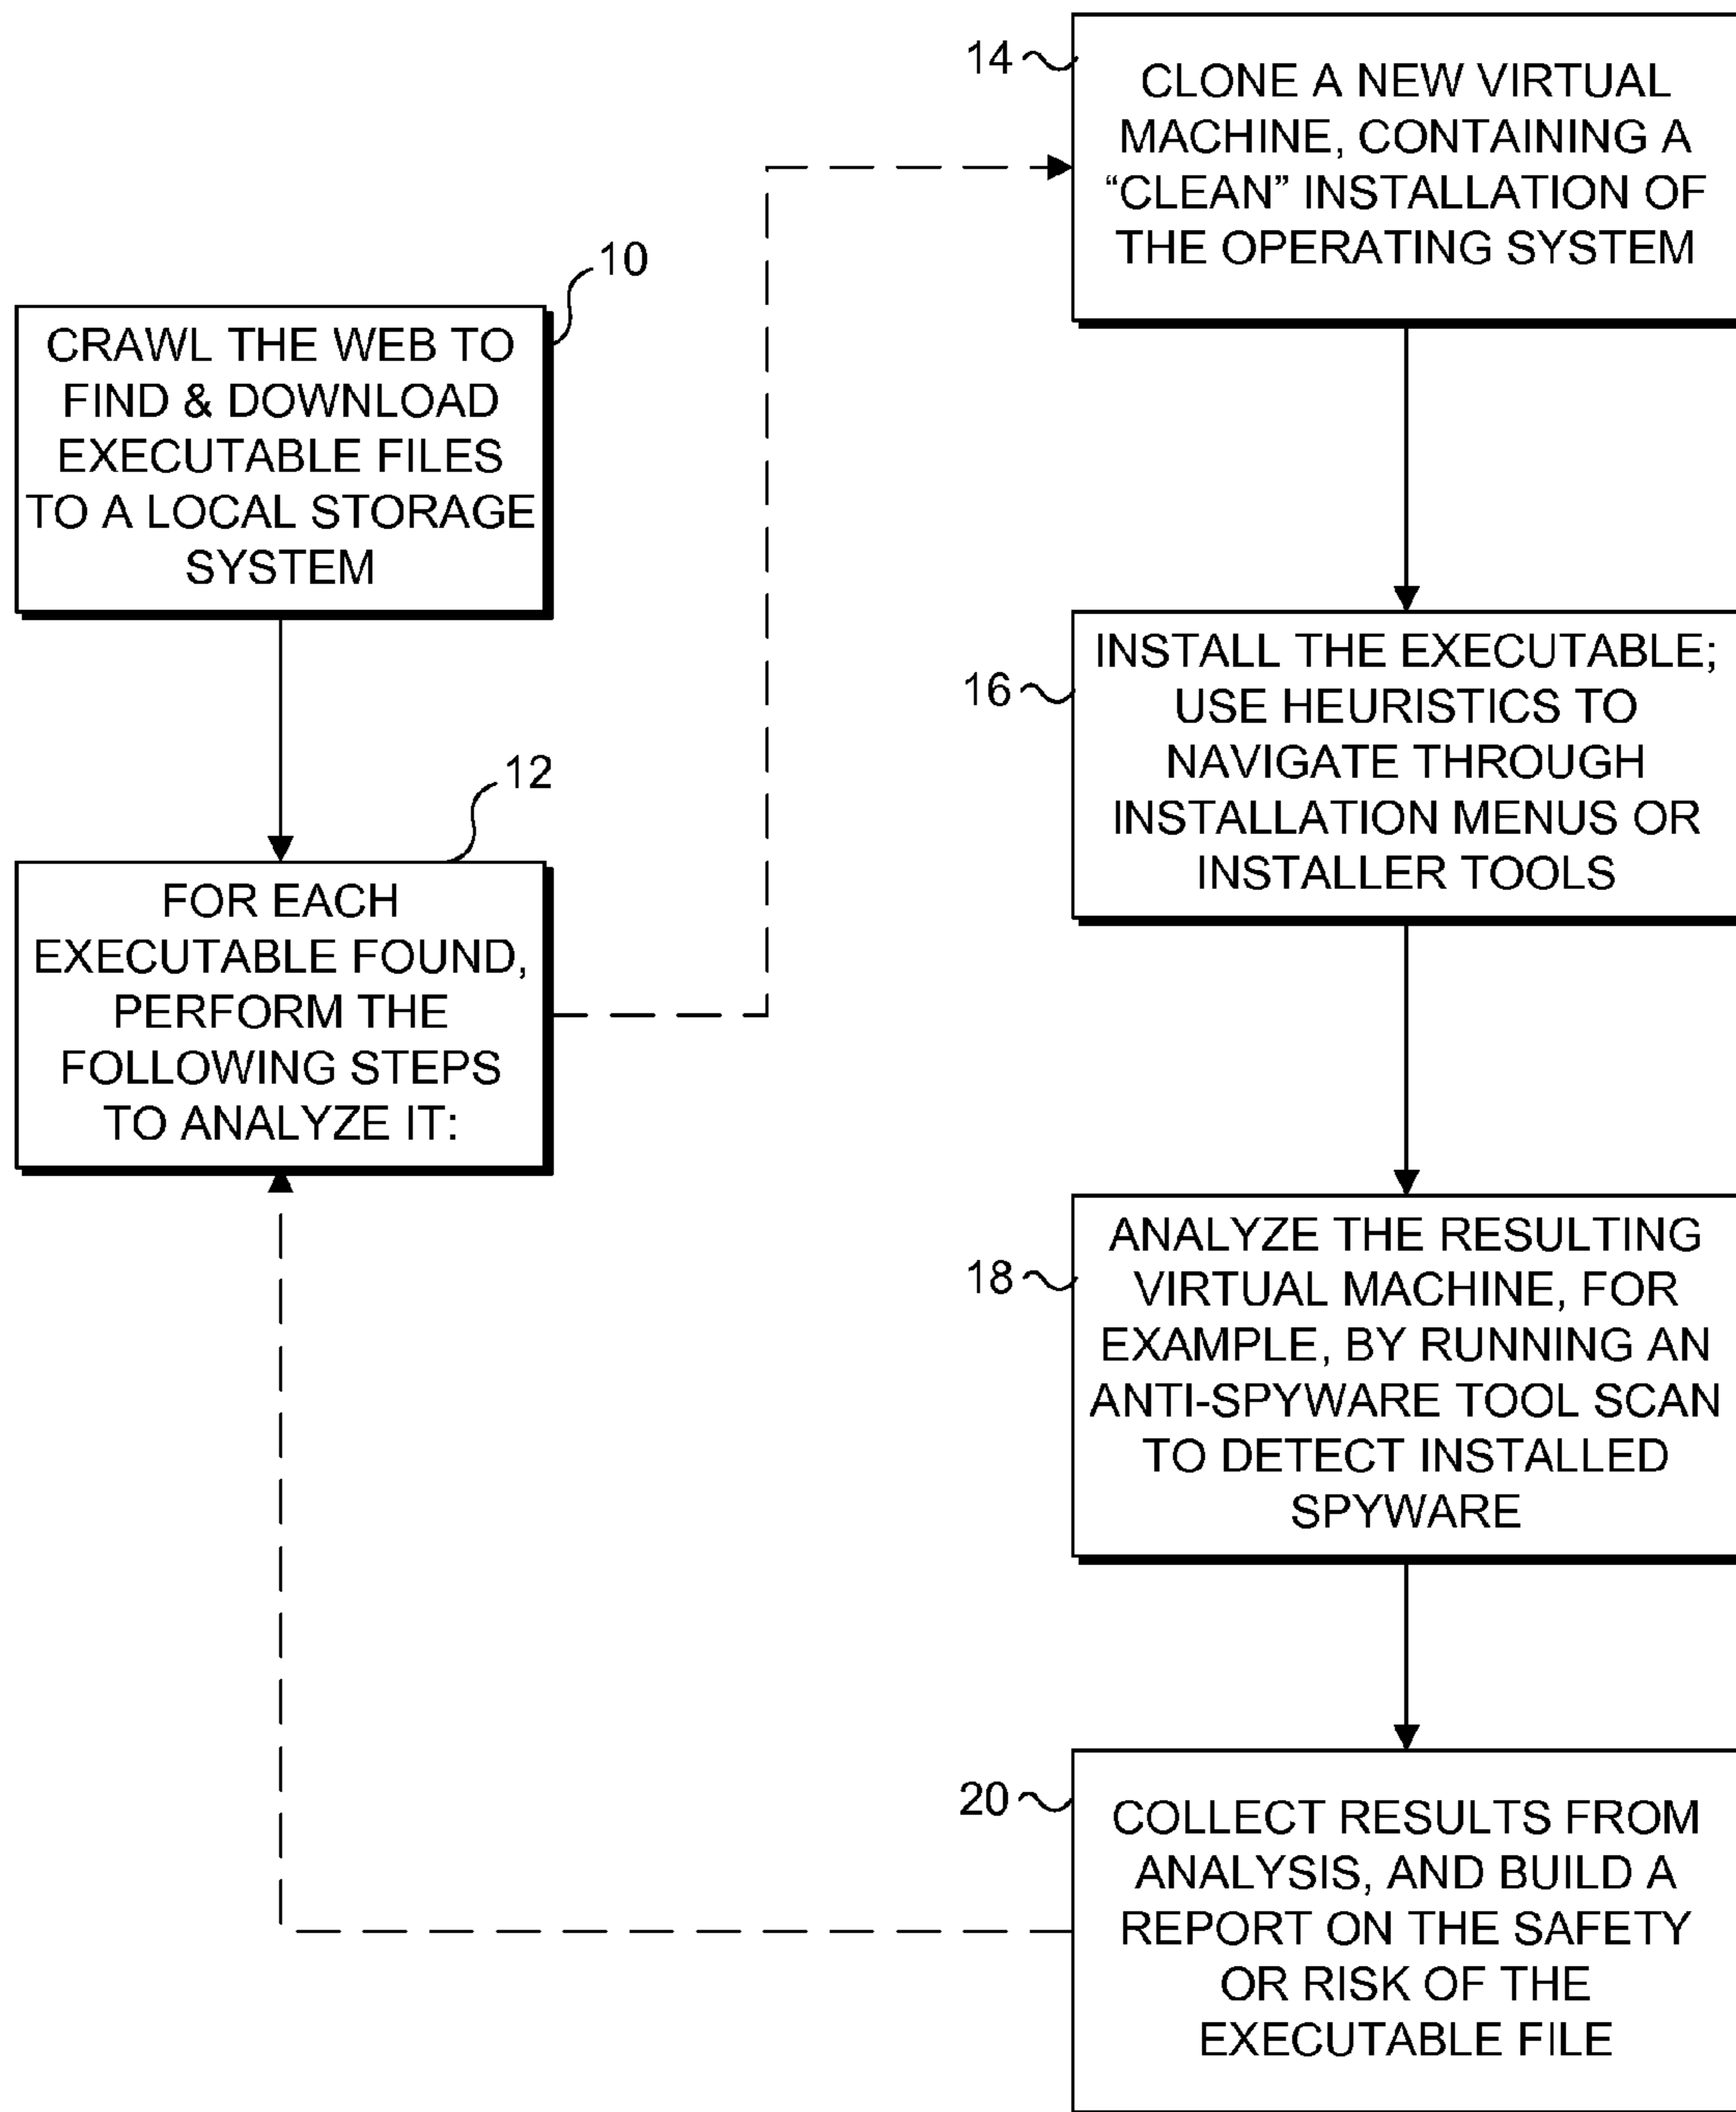 10
CRAWL THE WEB TO
FIND & DOWNLOAD
EXECUTABLE FILES
TO A LOCAL STORAGE
SYSTEM
12
FOR EACH
EXECUTABLE FOUND,
PERFORM THE
FOLLOWING STEPS
TO ANALYZE IT:
14
CLONE A NEW VIRTUAL
MACHINE, CONTAINING A
“CLEAN” INSTALLATION OF
THE OPERATING SYSTEM
16
INSTALL THE EXECUTABLE;
USE HEURISTICS TO
NAVIGATE THROUGH
INSTALLATION MENUS OR
INSTALLER TOOLS
18
ANALYZE THE RESULTING
VIRTUAL MACHINE, FOR
EXAMPLE, BY RUNNING AN
ANTI-SPYWARE TOOL SCAN
TO DETECT INSTALLED
SPYWARE
20
COLLECT RESULTS FROM
ANALYSIS, AND BUILD A
REPORT ON THE SAFETY
OR RISK OF THE
EXECUTABLE FILE